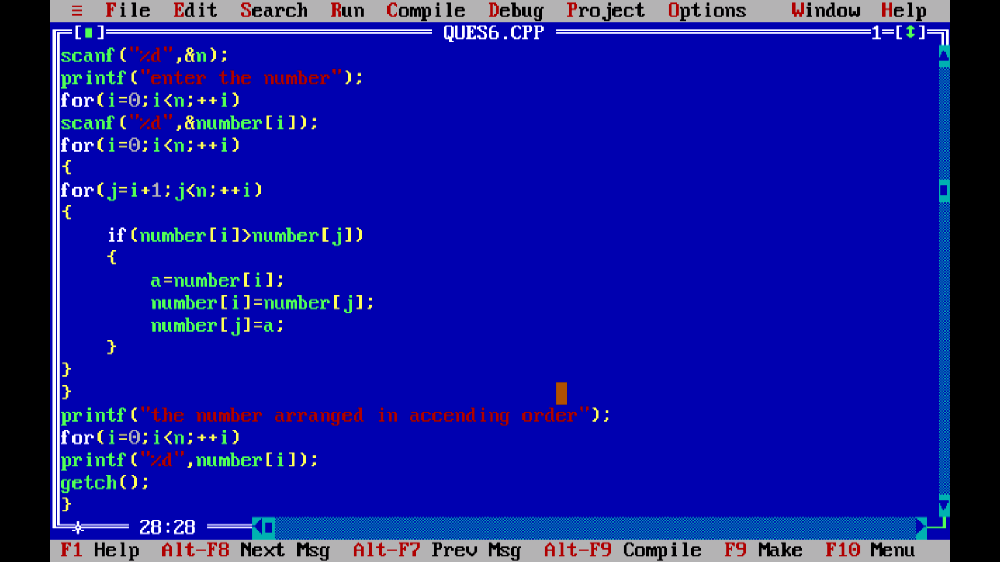 ≡ File Edit Search Run Compile Debug Project Options Window Help
[■] QUES6.CPP 1=[↕]
scanf("%d",&n);
printf("enter the number");
for(i=0;i<n;++i)
scanf("%d",&number[i]);
for(i=0;i<n;++i)
{
for(j=i+1;j<n;++i)
{
if(number[i]>number[j])
{
a=number[i];
number[i]=number[j];
number[j]=a;
}
}
}
printf("the number arranged in accending order");
for(i=0;i<n;++i)
printf("%d",number[i]);
getch();
}
28:28
F1 Help Alt-F8 Next Msg Alt-F7 Prev Msg Alt-F9 Compile F9 Make F10 Menu